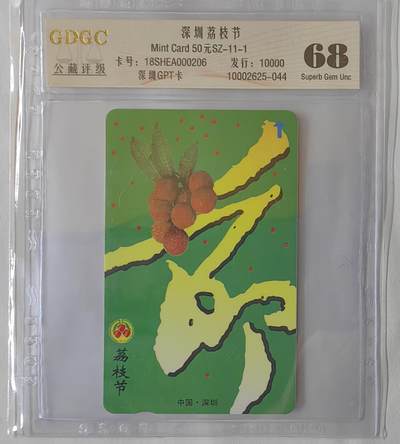 GDGC
公藏评级
深圳荔枝节
Mint Card 50元SZ-11-1
卡号：18SHEA000206 发行：10000
深圳GPT卡 10002625-044
68
Superb Gem Unc
1
荔枝节
中国·深圳